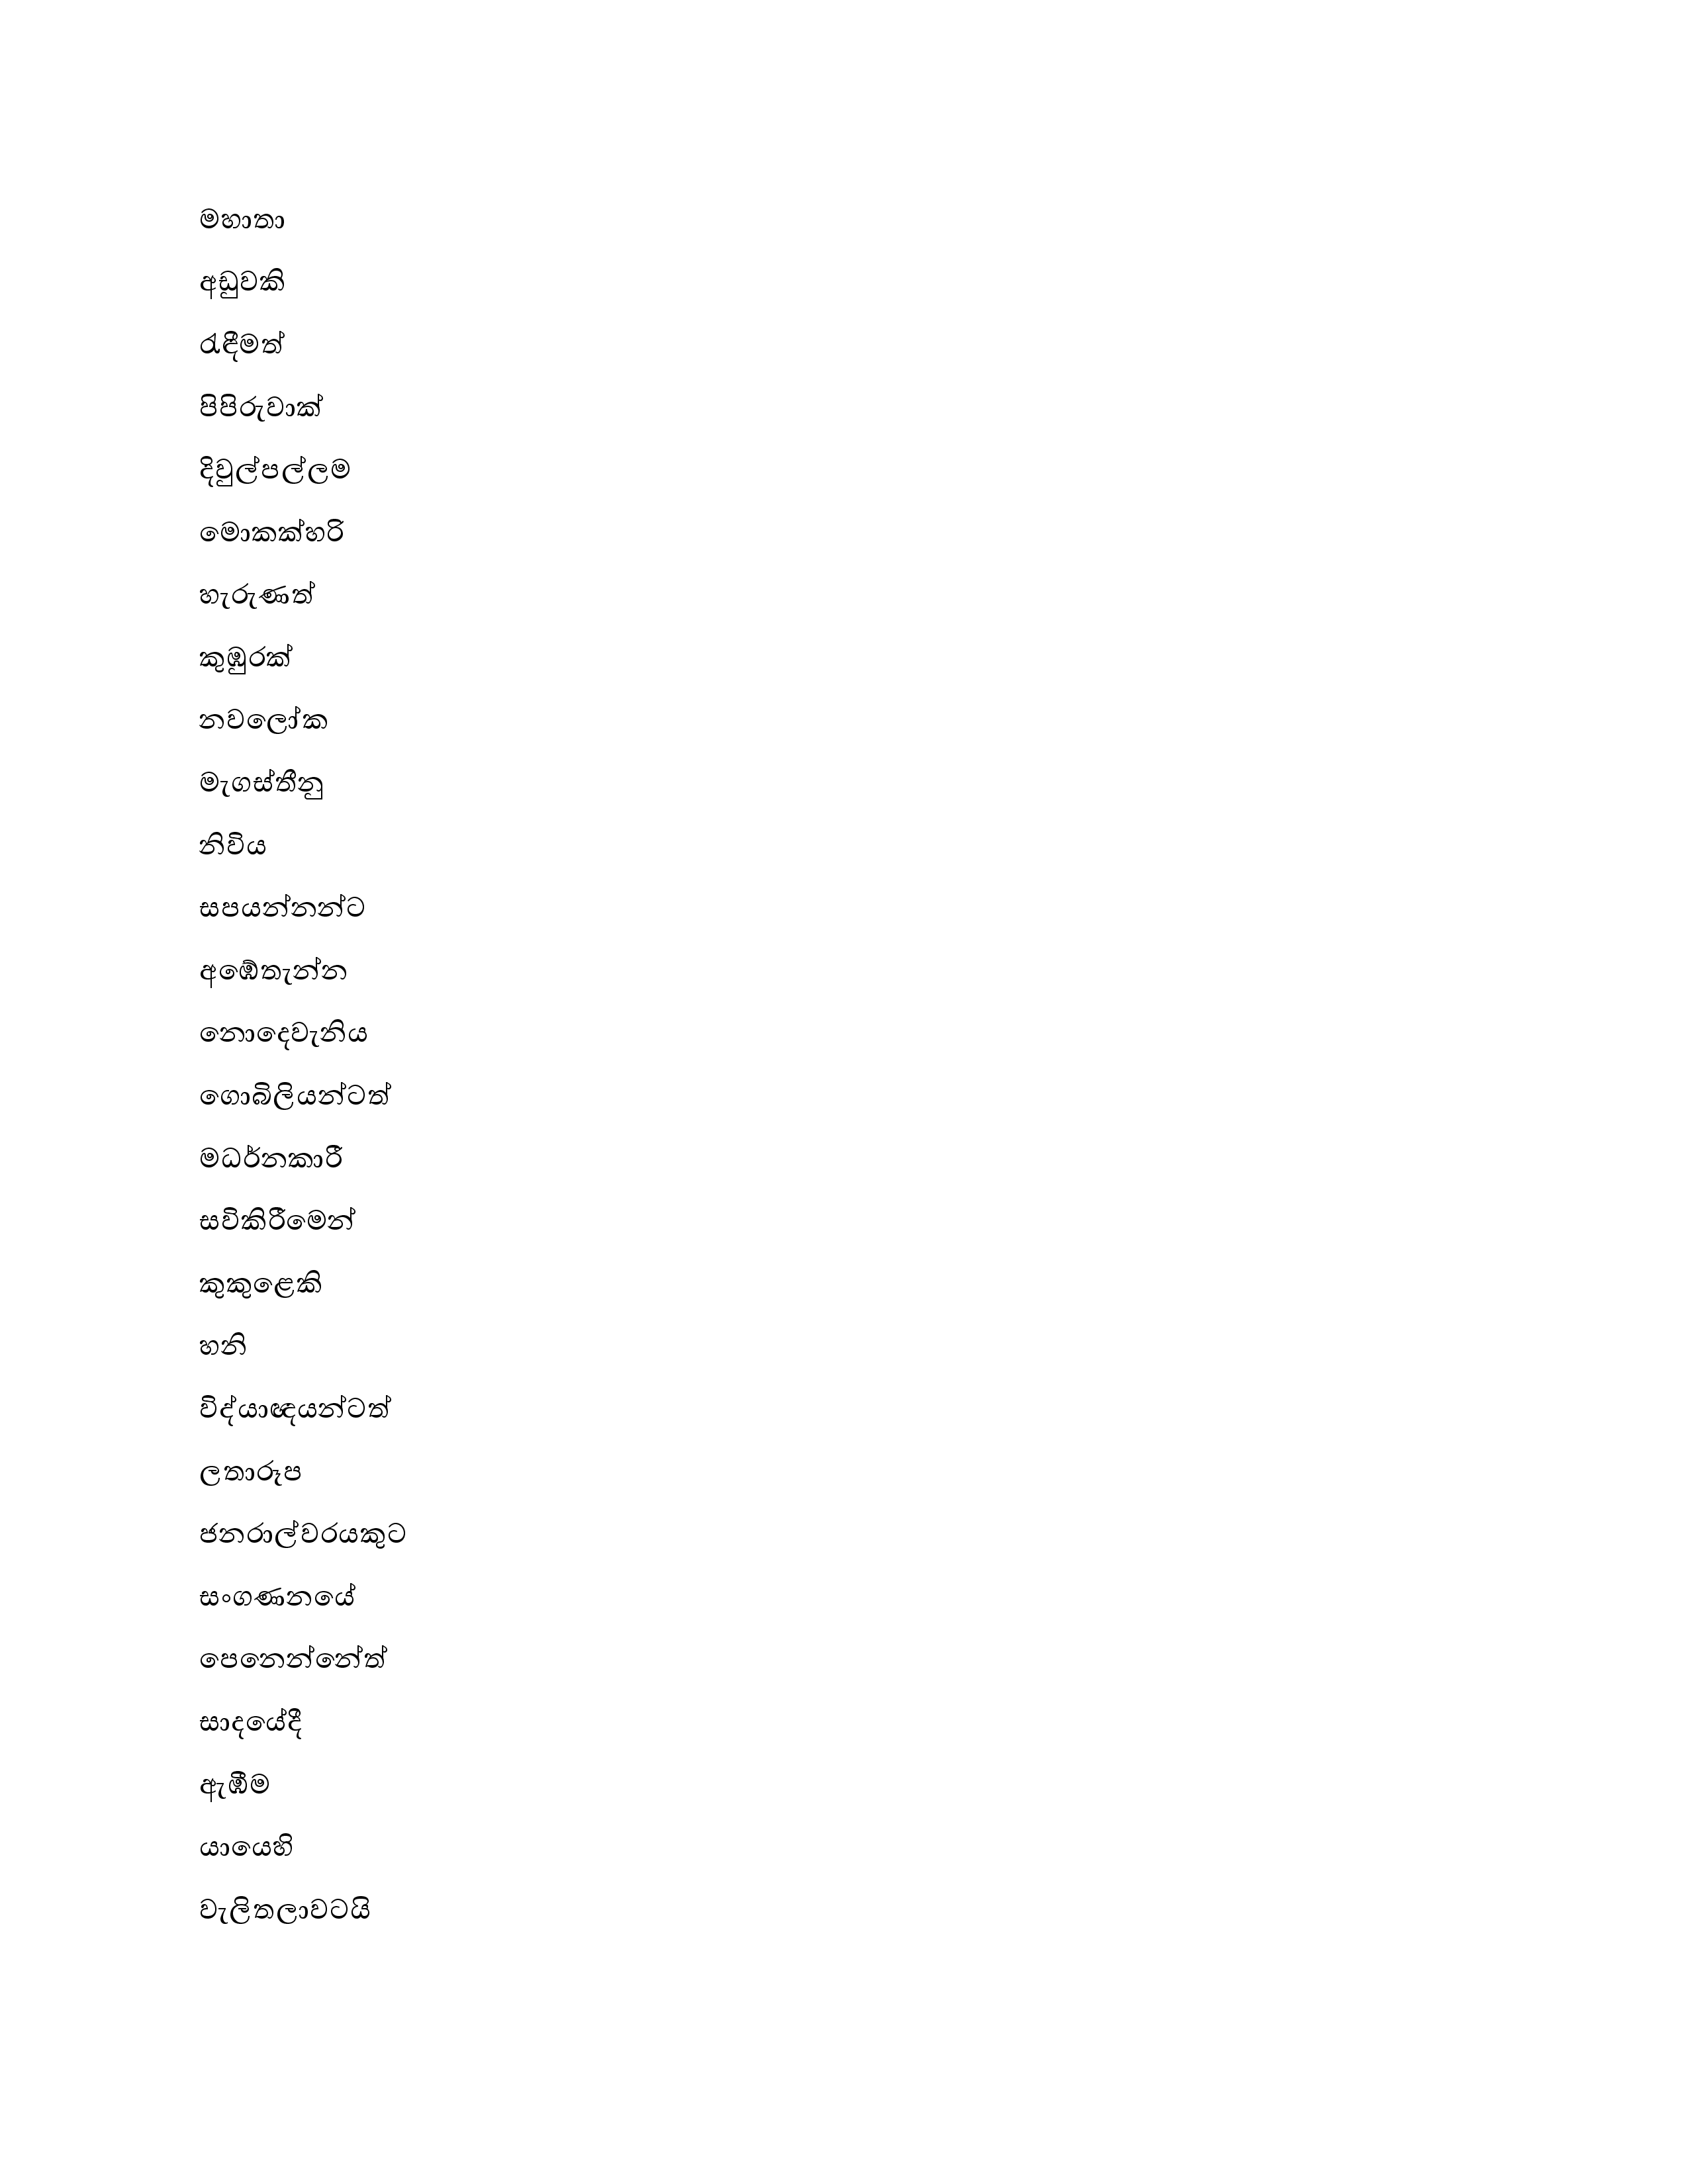 මහාතා
අඩුවකි
රැඳීමත්
පිපිරුවාක්
දිවුල්පල්ලම
මොකක්හරි
හැරුණත්
කුඹුරක්
නවලෝක
මැගස්තීනු
නිවිය
සපයන්නන්ට
අඹේතැන්න
නොදෙවැනිය
ගොබිලියන්ටත්
මධර්නකාරී
සවිකිරීමෙන්
කුකුළෙකි
හනි
විද්යාඥයන්ටත්
ලතාරූප
ජනරාල්වරයකුට
සංගණනයේ
පෙනෙන්නේත්
සාදයේදී
ඇඹීම
යායෙහි
වැලිතලාවටයි